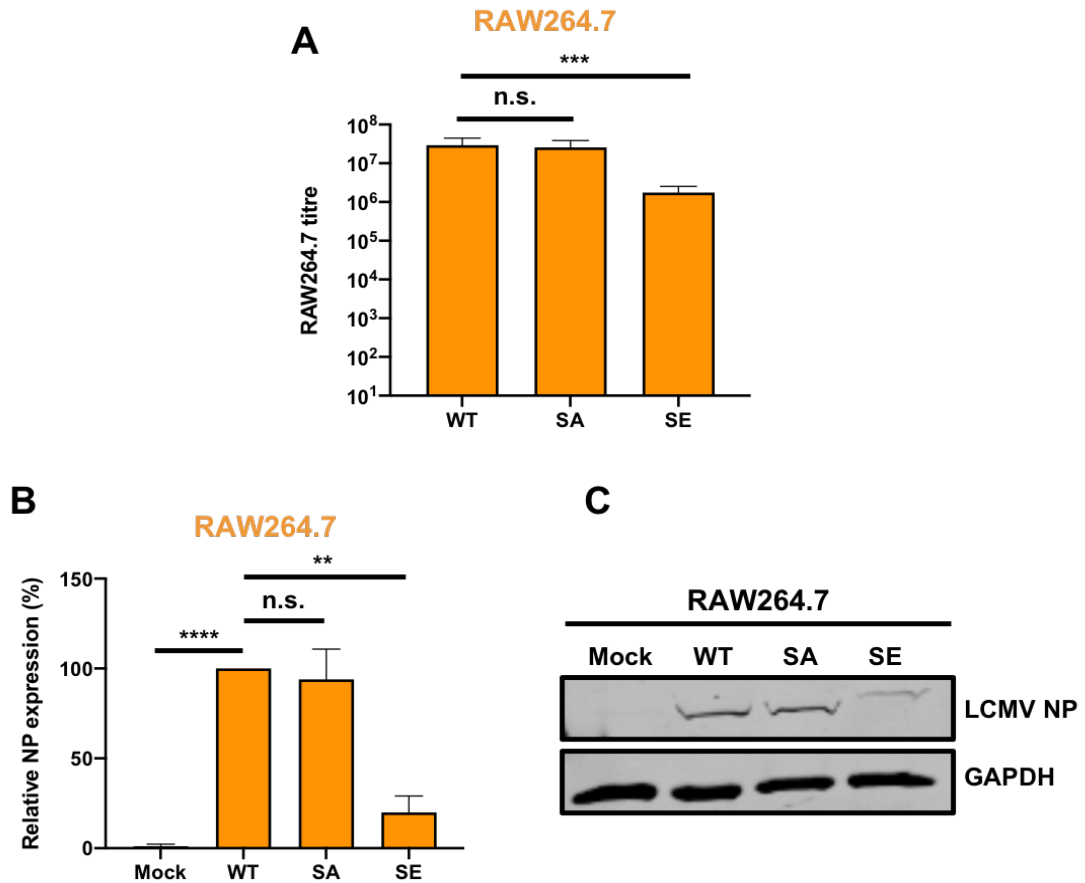 A
RAW264.7
***
n.s.
RAW264.7 titre
10⁸
10⁷
10⁶
10⁵
10⁴
10³
10²
10¹
WT SA SE
B
RAW264.7
**
n.s.
****
Relative NP expression (%)
150
100
50
0
Mock WT SA SE
C
RAW264.7
Mock WT SA SE
LCMV NP
GAPDH